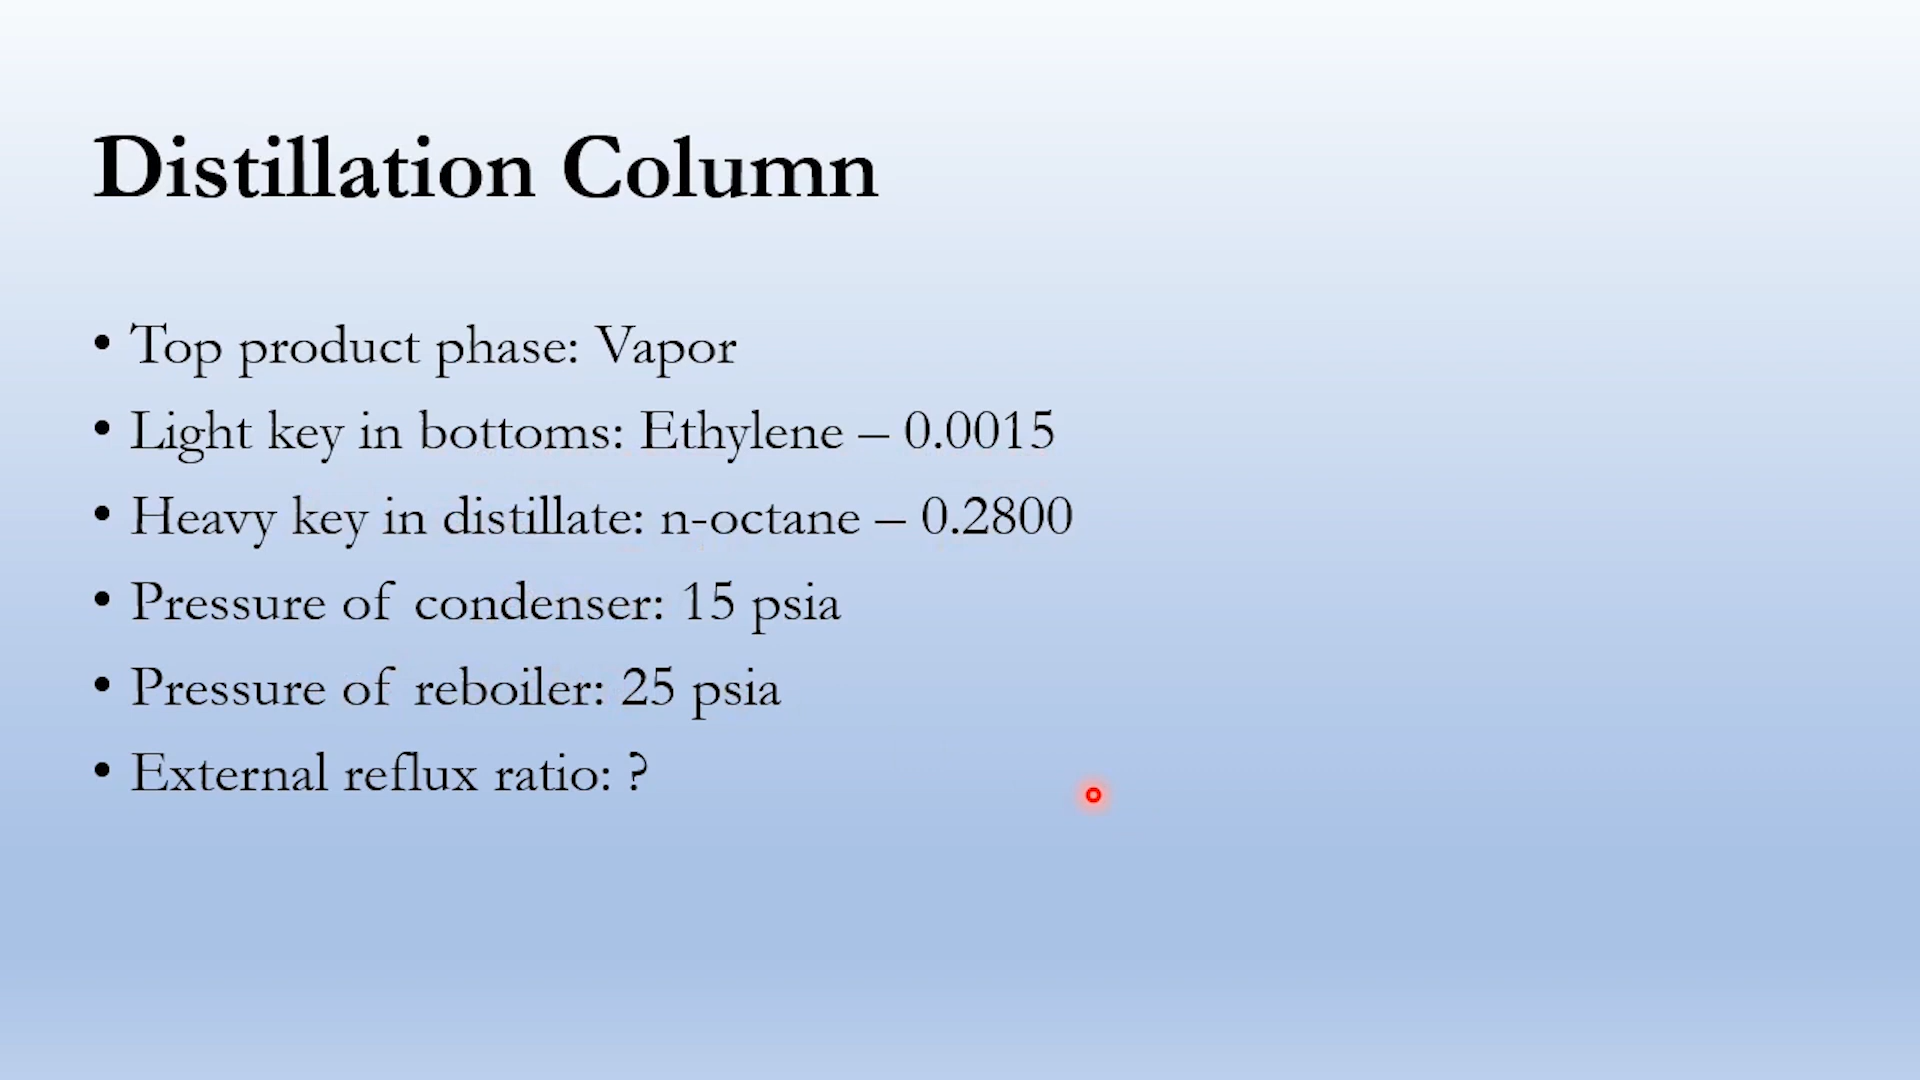 Distillation Column
• Top product phase: Vapor
• Light key in bottoms: Ethylene – 0.0015
• Heavy key in distillate: n-octane – 0.2800
• Pressure of condenser: 15 psia
• Pressure of reboiler: 25 psia
• External reflux ratio: ?